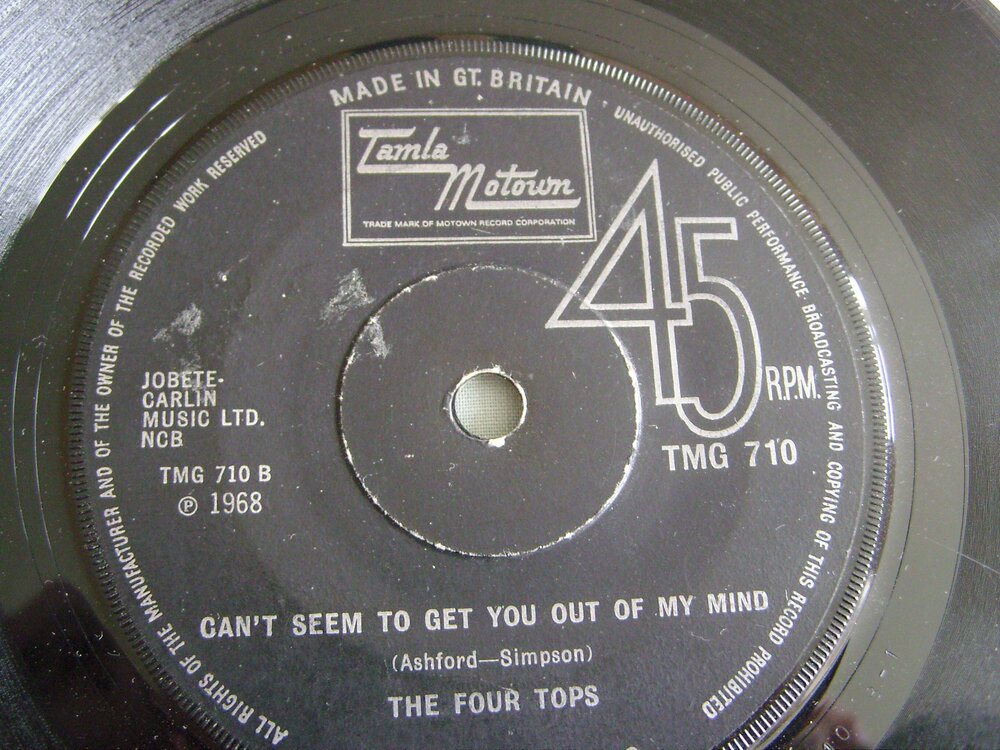 MADE IN GT. BRITAIN
UNAUTHORISED PUBLIC PERFORMANCE BROADCASTING AND COPYING OF THIS RECORD PROHIBITED
ALL RIGHTS OF THE MANUFACTURER AND OF THE OWNER OF THE RECORDED WORK RESERVED
Tamla
Motown
TRADE MARK OF MOTOWN RECORD CORPORATION
45
R.P.M.
TMG 710
JOBETE-
CARLIN
MUSIC LTD.
NCB
TMG 710 B
℗ 1968
CAN'T SEEM TO GET YOU OUT OF MY MIND
(Ashford—Simpson)
THE FOUR TOPS